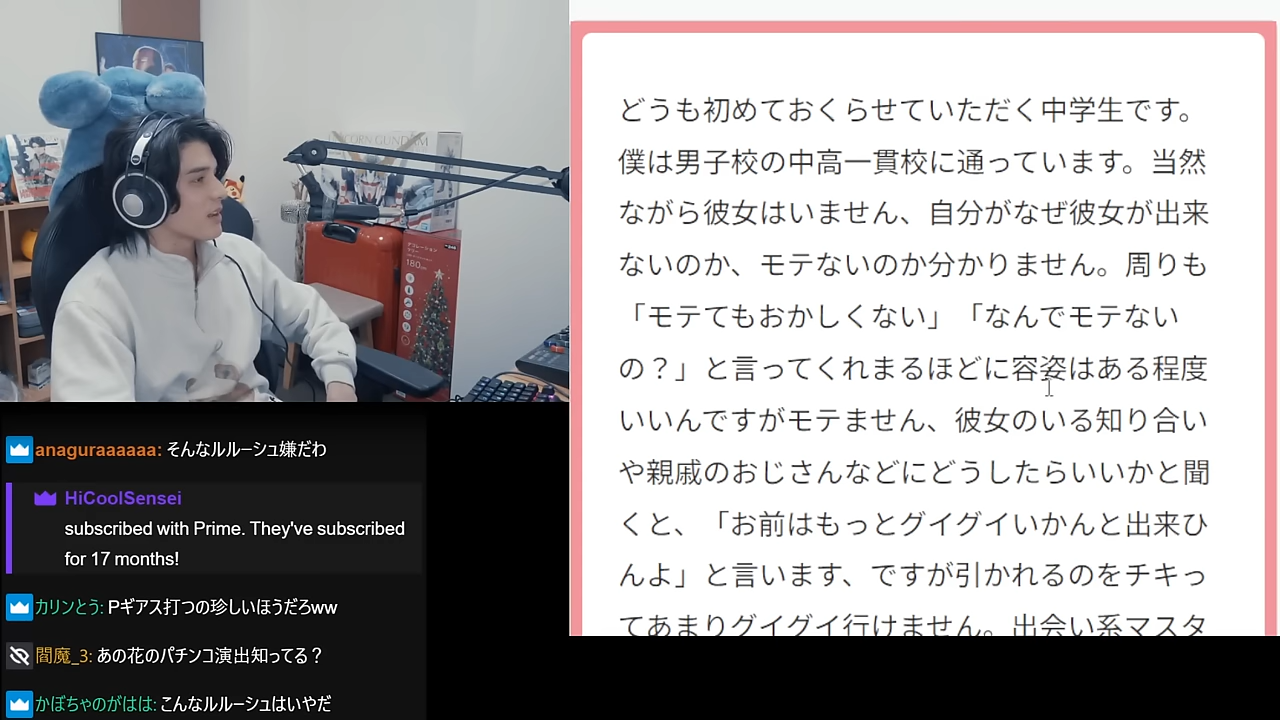 どうも初めておくらせていただく中学生です。
僕は男子校の中高一貫校に通っています。当然
ながら彼女はいません、自分がなぜ彼女が出来
ないのか、モテないのか分かりません。周りも
「モテてもおかしくない」「なんでモテない
の？」と言ってくれまるほどに容姿はある程度
いいんですがモテません、彼女のいる知り合い
や親戚のおじさんなどにどうしたらいいかと聞
くと、「お前はもっとグイグイいかんと出来ひ
んよ」と言います、ですが引かれるのをチキっ
てあまりグイグイ行けません。出会い系マスタ
anaguraaaaaa: そんなルルーシュ嫌だわ
HiCoolSensei
subscribed with Prime. They've subscribed
for 17 months!
カリンとう: Pギアス打つの珍しいほうだろww
閻魔_3: あの花のパチンコ演出知ってる？
かぼちゃのがはは: こんなルルーシュはいやだ
180cm